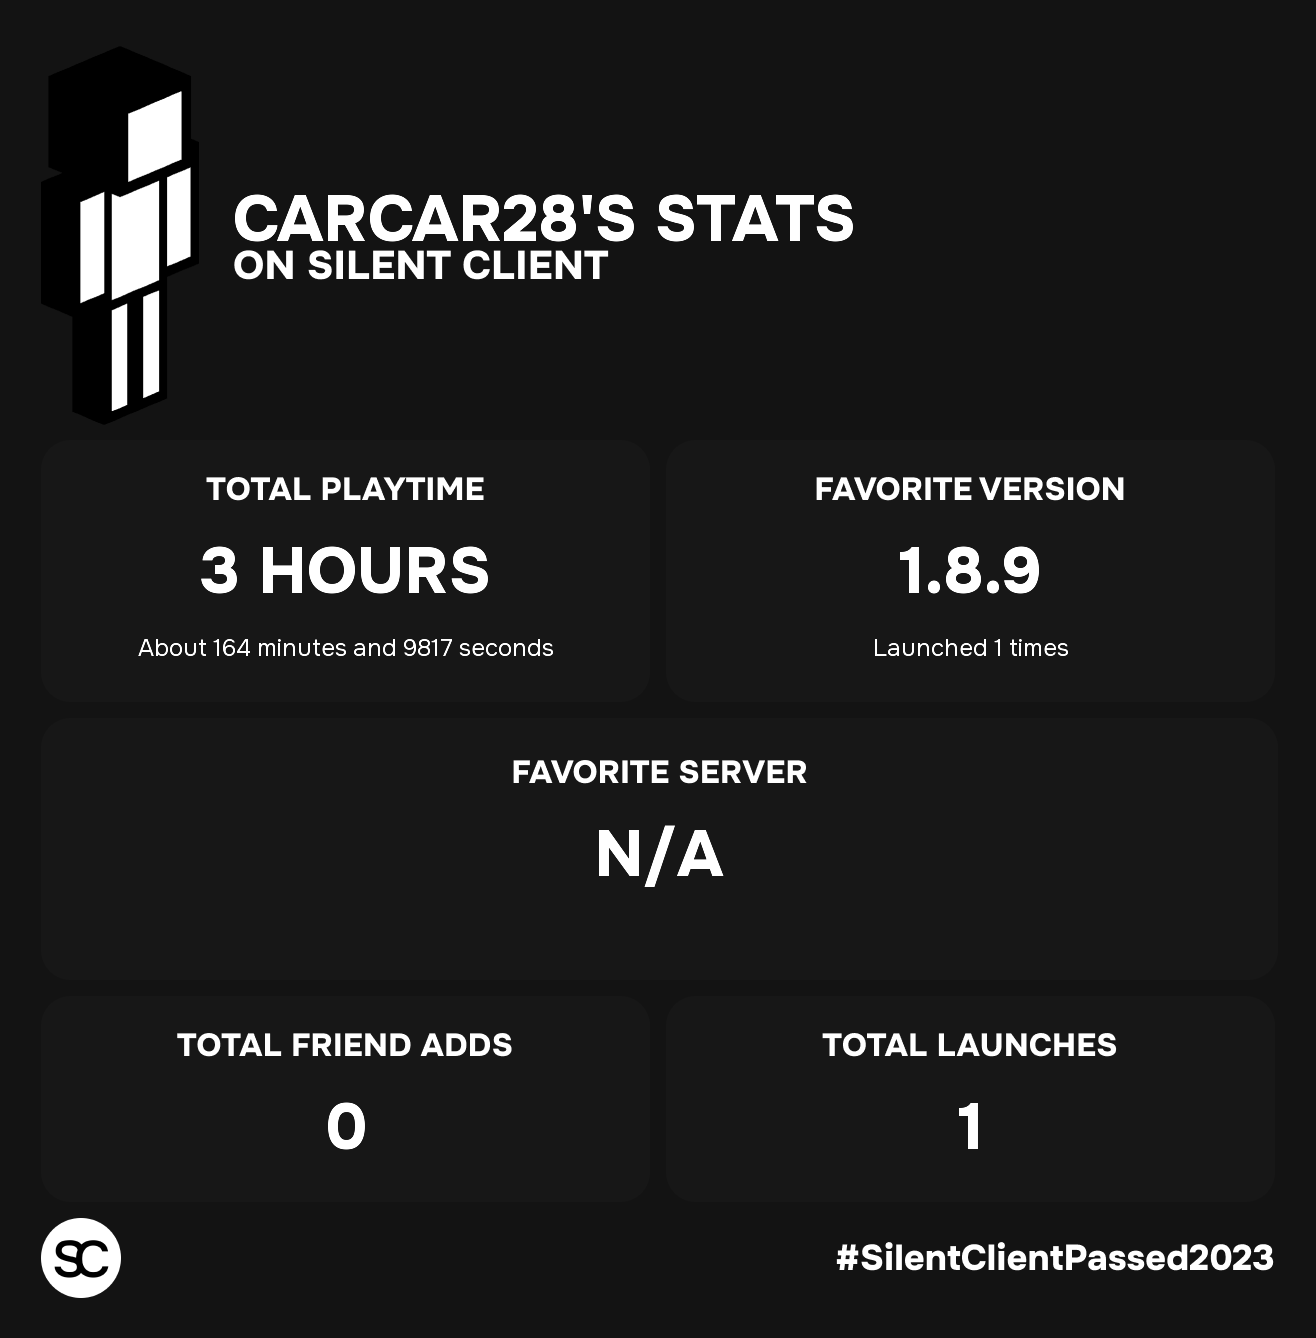 CARCAR28'S STATS
ON SILENT CLIENT
TOTAL PLAYTIME
3 HOURS
About 164 minutes and 9817 seconds
FAVORITE VERSION
1.8.9
Launched 1 times
FAVORITE SERVER
N/A
TOTAL FRIEND ADDS
0
TOTAL LAUNCHES
1
SC
#SilentClientPassed2023